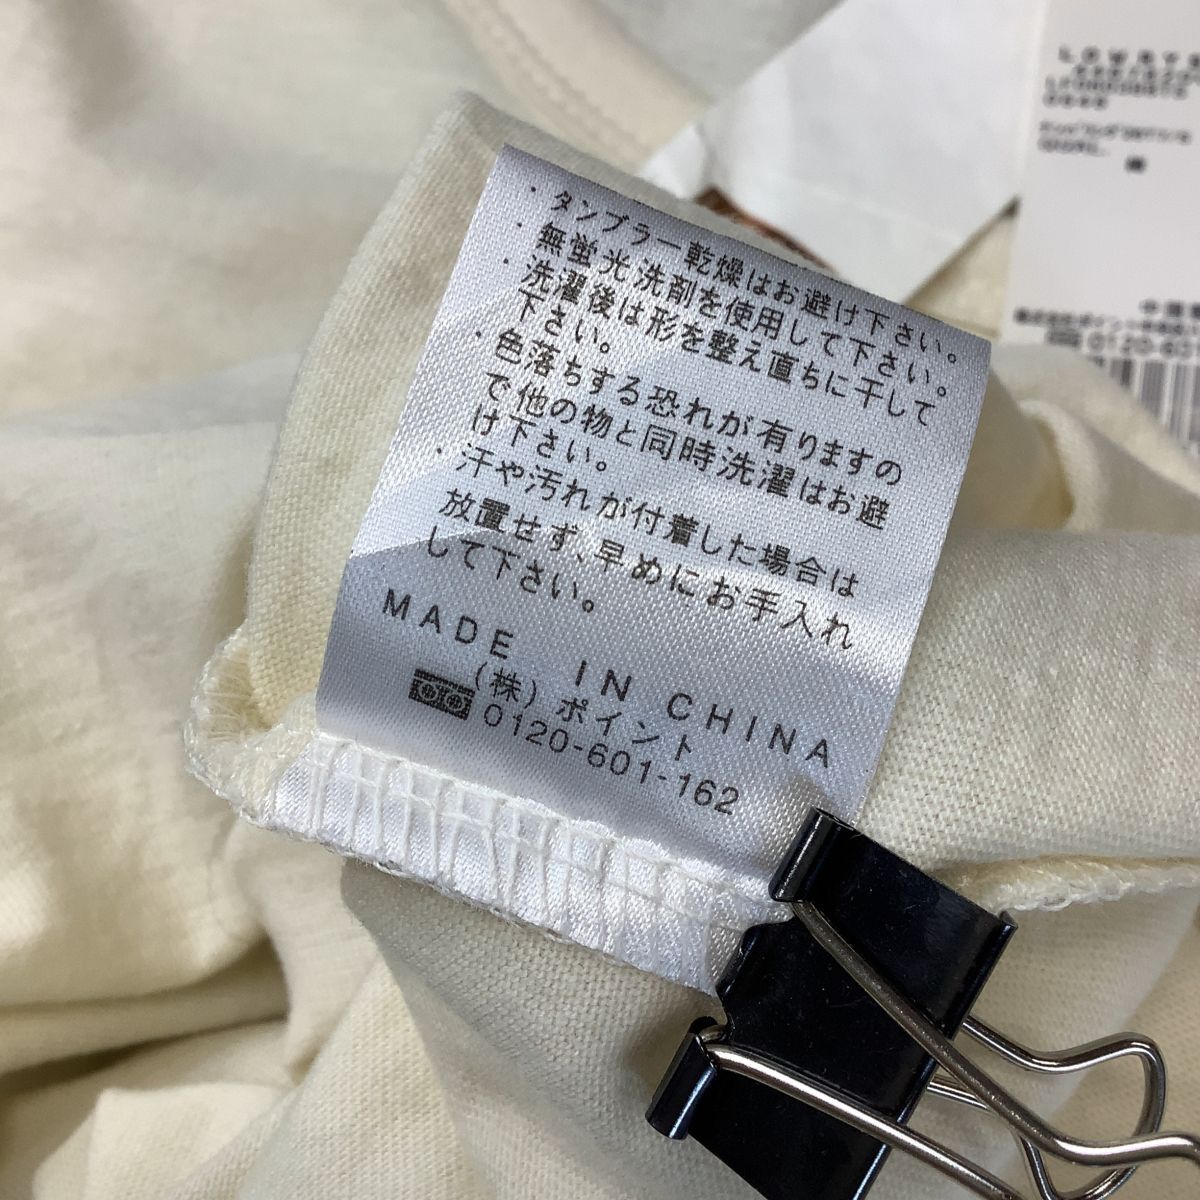 ・タンブラー乾燥はお避け下さい。
・無蛍光洗剤を使用して下さい。
・洗濯後は形を整え直ちに干して
下さい。
・色落ちする恐れが有りますの
で他の物と同時洗濯はお避
け下さい。
・汗や汚れが付着した場合は
放置せず、早めにお手入れ
して下さい。
MADE IN CHINA
(株)ポイント
0120-601-162